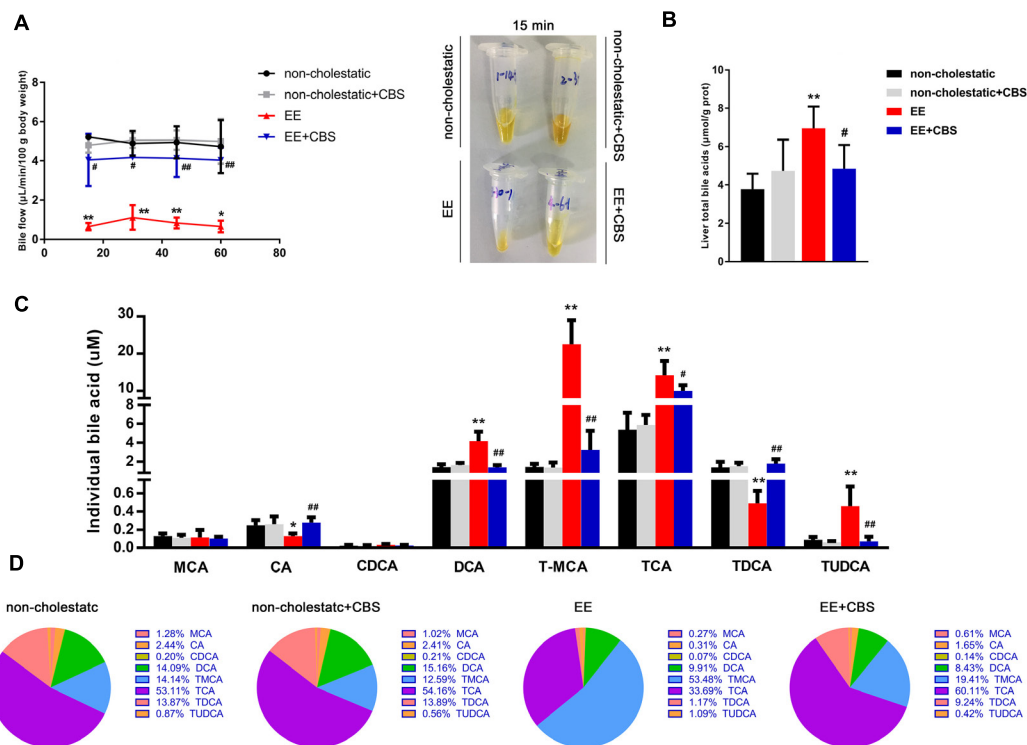 A
Bile flow (µL/min/100 g body weight)
8
6
4
2
0
0
20
40
60
80
non-cholestatic
non-cholestatic+CBS
EE
EE+CBS
#
#
##
##
**
**
**
*
15 min
non-cholestatic
non-cholestatic+CBS
EE
EE+CBS
B
Liver total bile acids (µmol/g prot)
10
8
6
4
2
0
**
#
non-cholestatic
non-cholestatic+CBS
EE
EE+CBS
C
Individual bile acid (uM)
30
20
10
8
6
4
2
0.6
0.4
0.2
0.0
*
##
**
##
**
##
**
#
**
##
**
##
MCA
CA
CDCA
DCA
T-MCA
TCA
TDCA
TUDCA
D
non-cholestatc
1.28% MCA
2.44% CA
0.20% CDCA
14.09% DCA
14.14% TMCA
53.11% TCA
13.87% TDCA
0.87% TUDCA
non-cholestatc+CBS
1.02% MCA
2.41% CA
0.21% CDCA
15.16% DCA
12.59% TMCA
54.16% TCA
13.89% TDCA
0.56% TUDCA
EE
0.27% MCA
0.31% CA
0.07% CDCA
9.91% DCA
53.48% TMCA
33.69% TCA
1.17% TDCA
1.09% TUDCA
EE+CBS
0.61% MCA
1.65% CA
0.14% CDCA
8.43% DCA
19.41% TMCA
60.11% TCA
9.24% TDCA
0.42% TUDCA